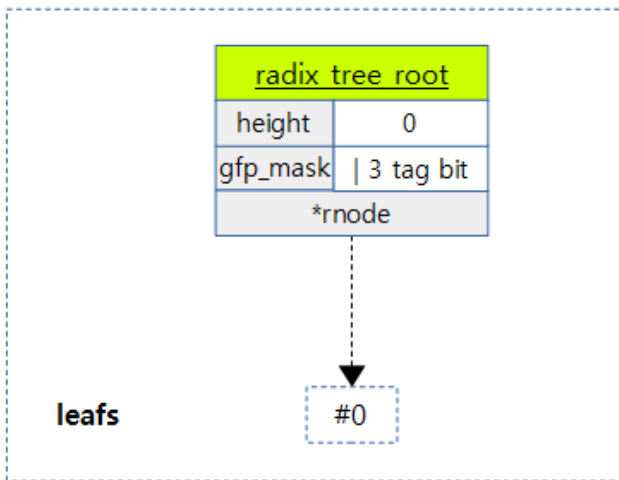 radix tree root
height 0
gfp_mask | 3 tag bit
*rnode
leafs #0